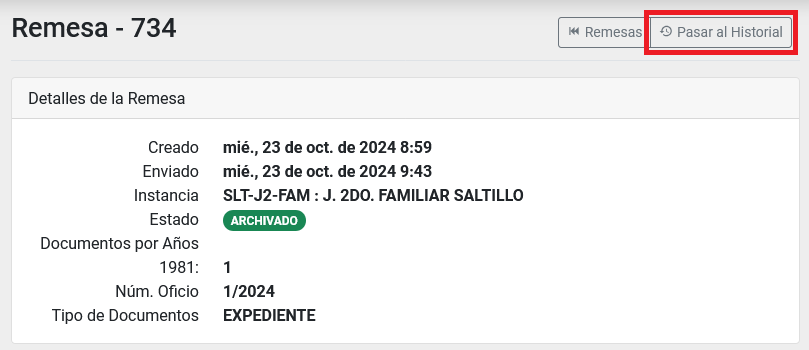 Remesa - 734
Remesas
Pasar al Historial
Detalles de la Remesa
Creado mié., 23 de oct. de 2024 8:59
Enviado mié., 23 de oct. de 2024 9:43
Instancia SLT-J2-FAM : J. 2DO. FAMILIAR SALTILLO
Estado ARCHIVADO
Documentos por Años
1981: 1
Núm. Oficio 1/2024
Tipo de Documentos EXPEDIENTE